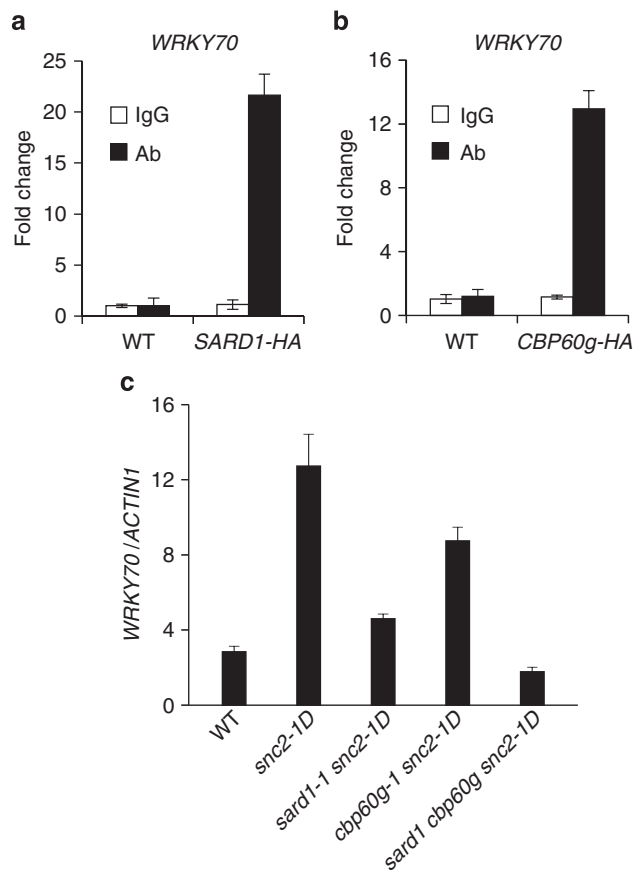 a
WRKY70
25
20
15
10
5
0
Fold change
IgG
Ab
WT
SARD1-HA
b
WRKY70
16
12
8
4
0
Fold change
IgG
Ab
WT
CBP60g-HA
c
16
12
8
4
0
WRKY70/ACTIN1
WT
snc2-1D
sard1-1 snc2-1D
cbp60g-1 snc2-1D
sard1 cbp60g snc2-1D